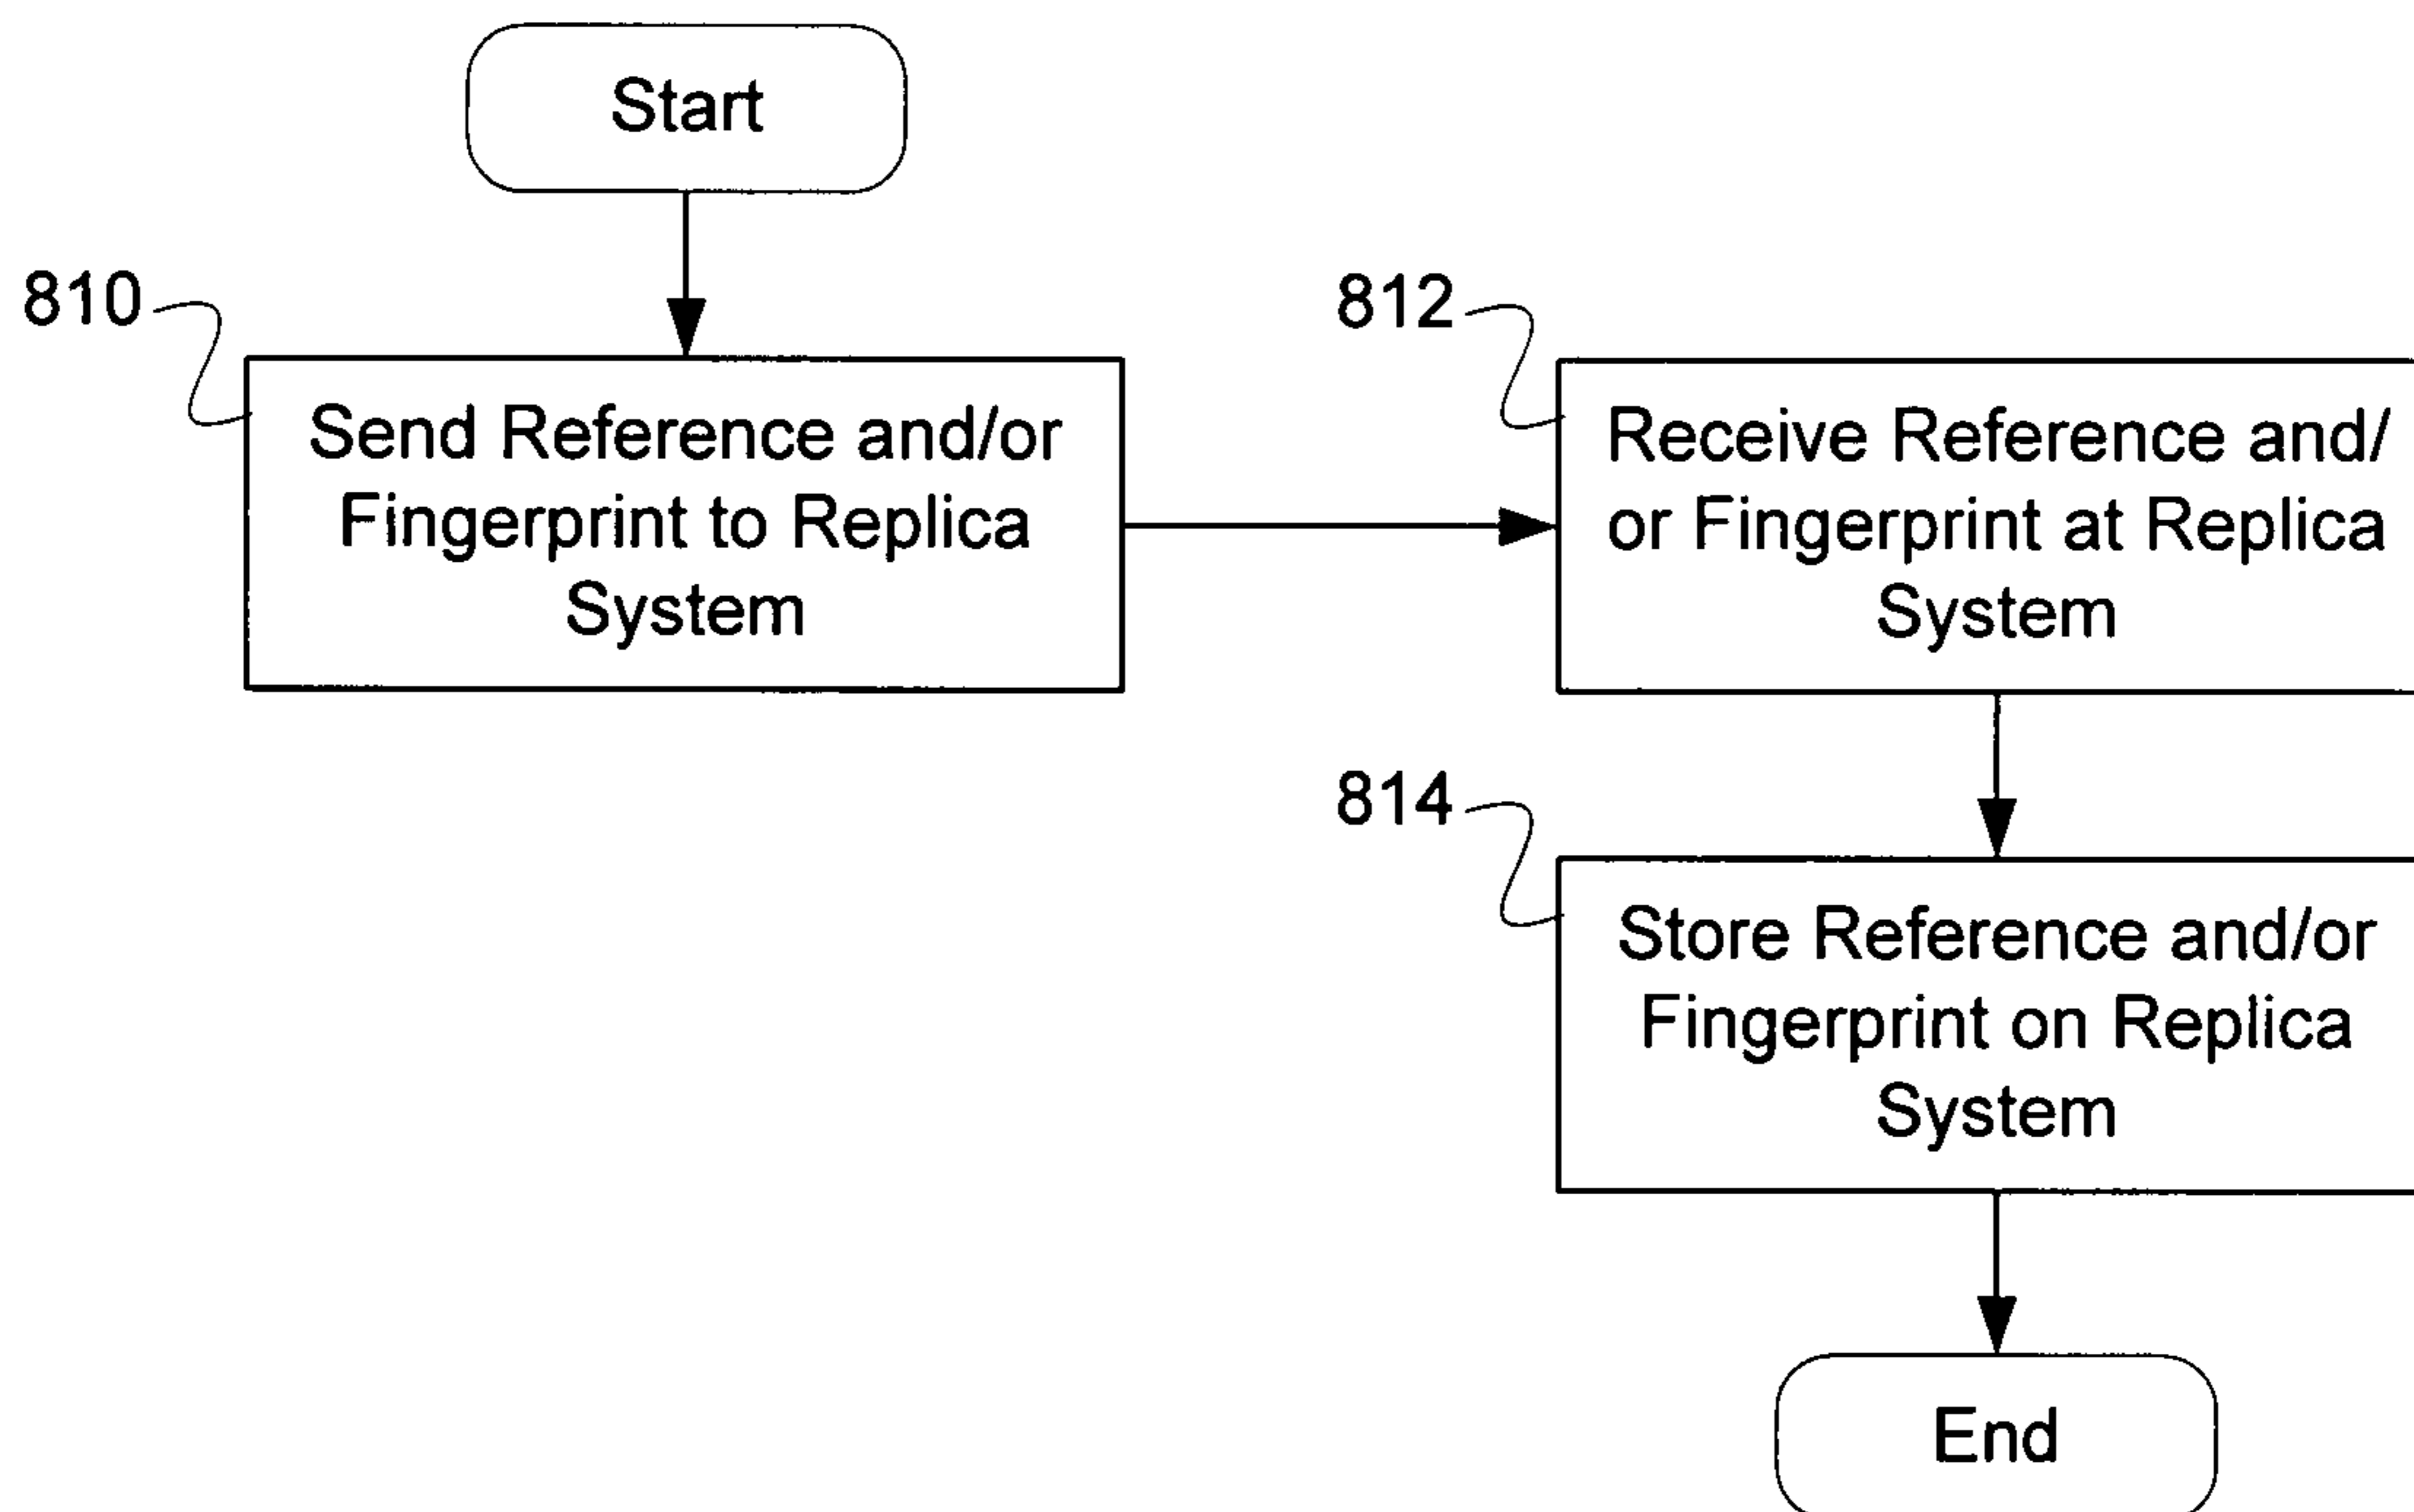 Start
810
Send Reference and/or
Fingerprint to Replica
System
812
Receive Reference and/
or Fingerprint at Replica
System
814
Store Reference and/or
Fingerprint on Replica
System
End